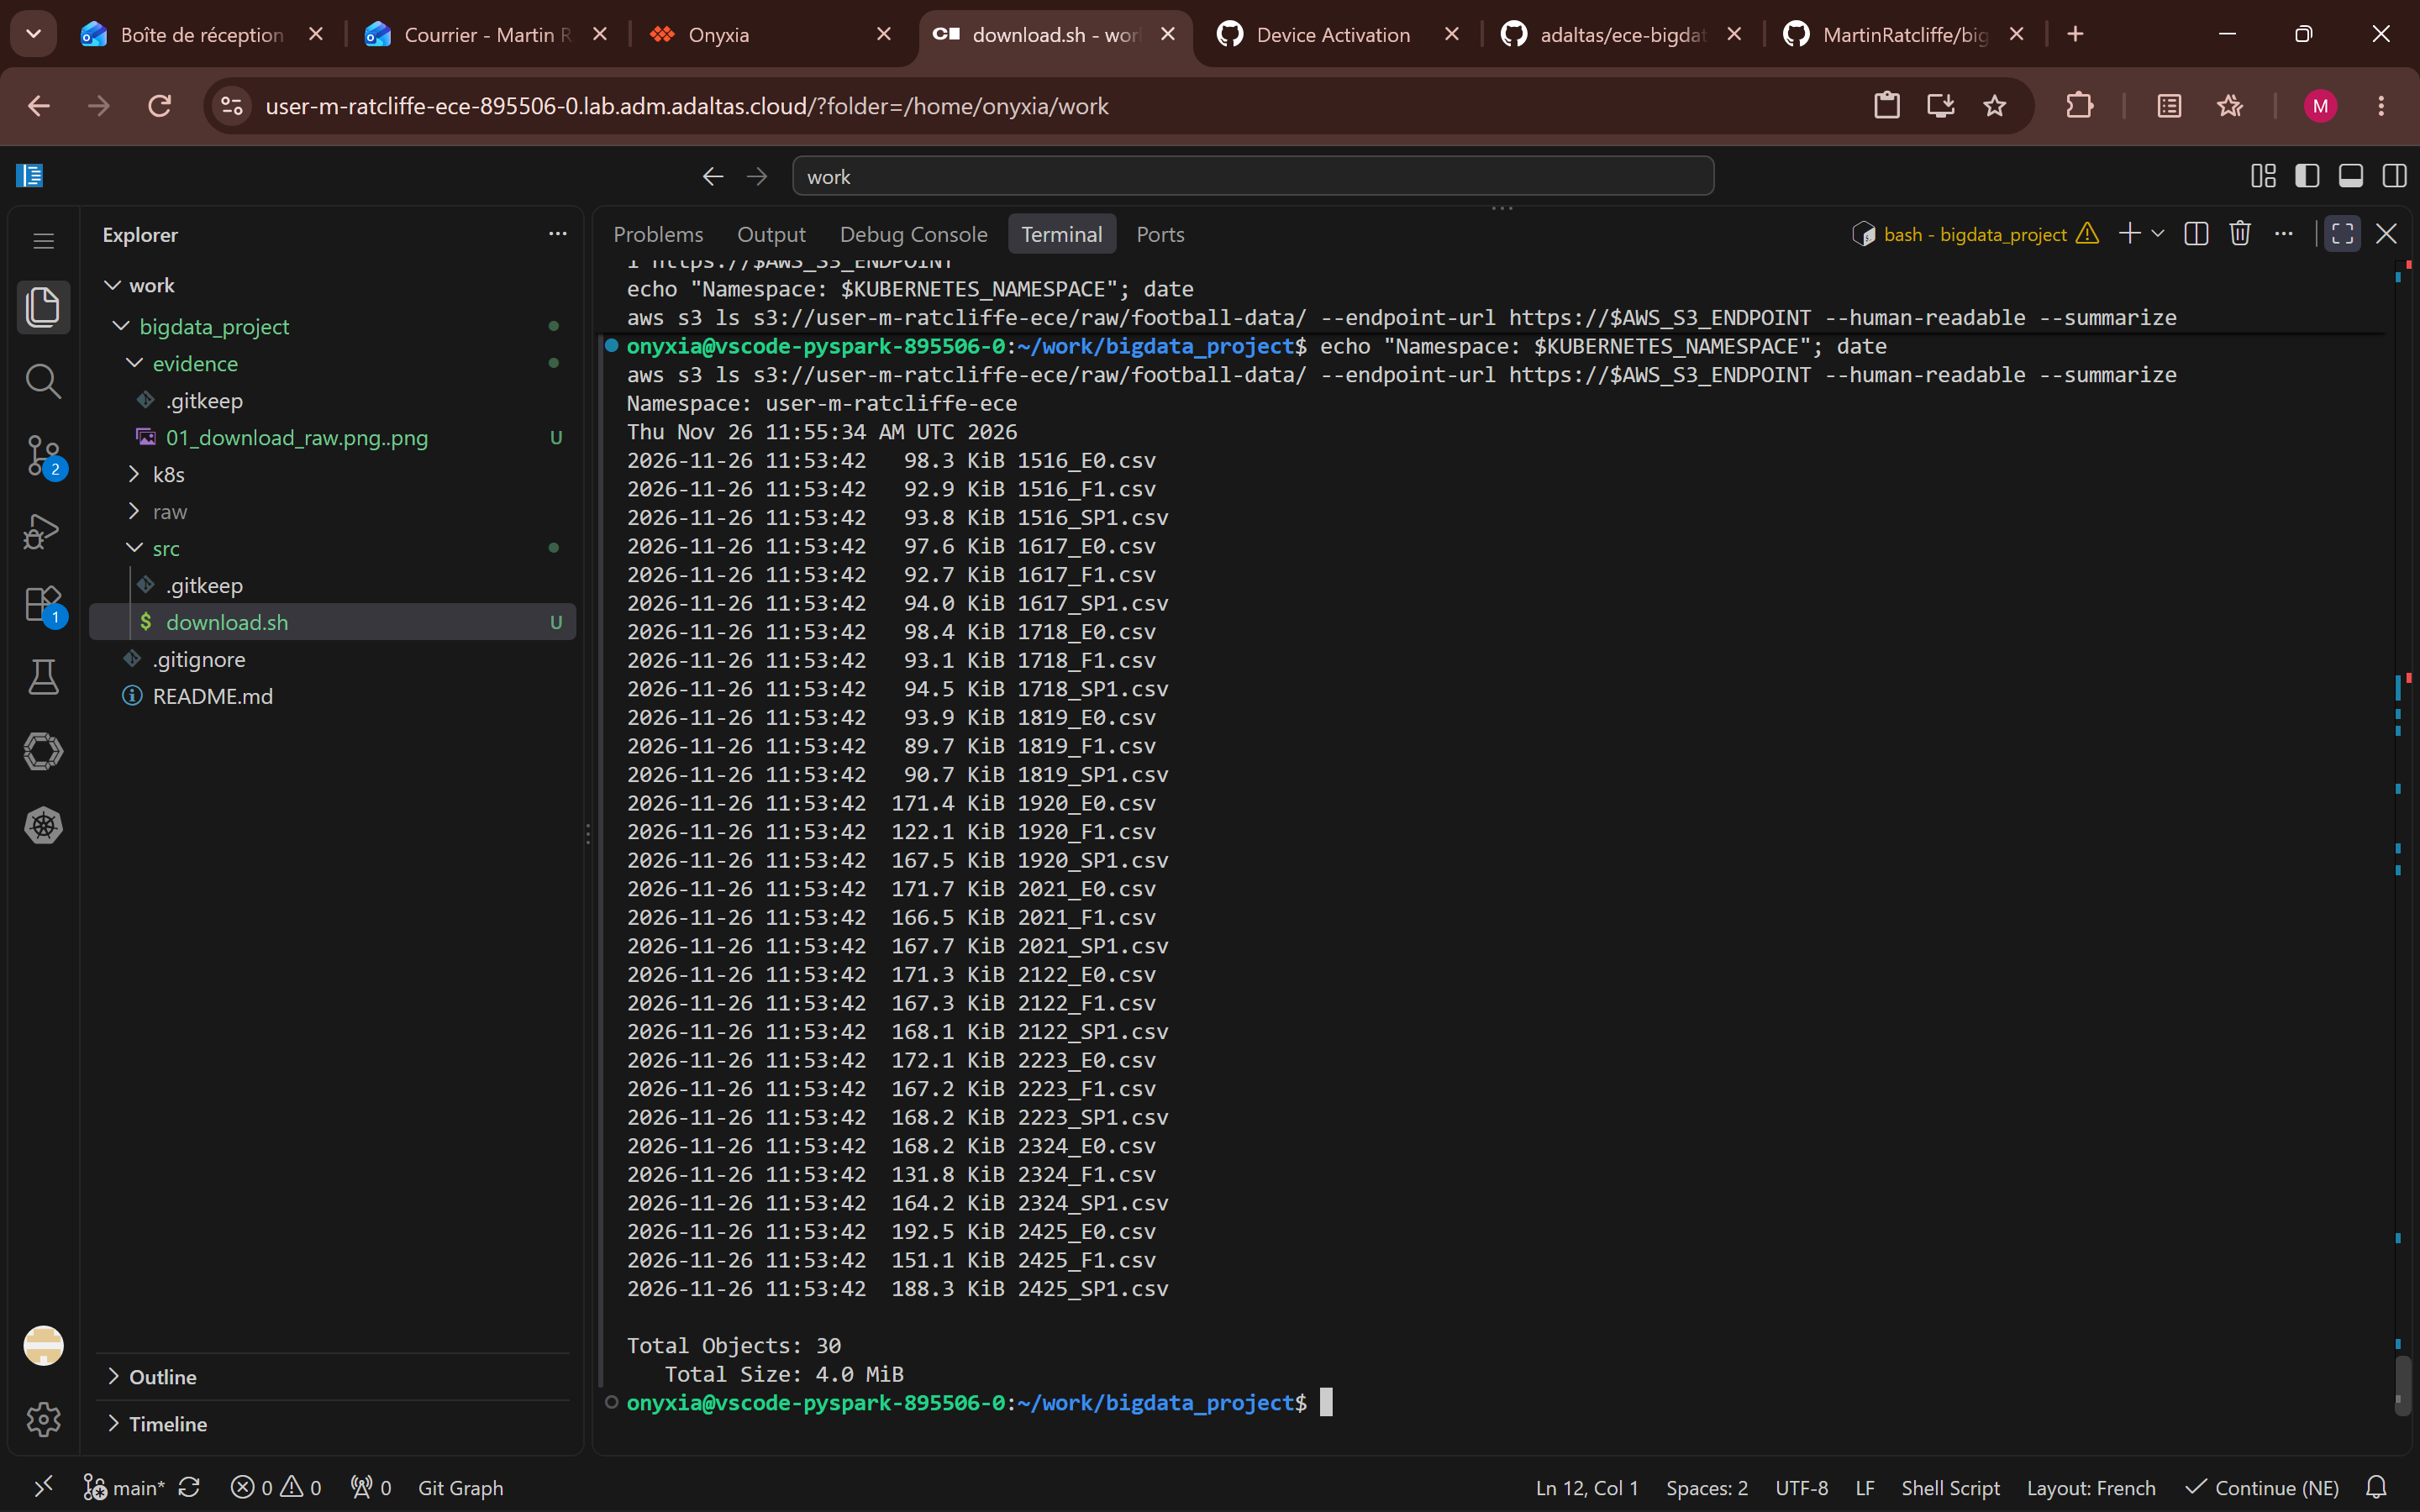 Boîte de réception
Courrier - Martin R
Onyxia
download.sh - wor
Device Activation
adaltas/ece-bigdat
MartinRatcliffe/big
user-m-ratcliffe-ece-895506-0.lab.adm.adaltas.cloud/?folder=/home/onyxia/work
M
work
Explorer
work
bigdata_project
evidence
.gitkeep
01_download_raw.png..png U
k8s
raw
src
.gitkeep
$ download.sh U
.gitignore
README.md
2
1
Outline
Timeline
Problems Output Debug Console Terminal Ports
bash - bigdata_project
l https://$AWS_S3_ENDPOINT
echo "Namespace: $KUBERNETES_NAMESPACE"; date
aws s3 ls s3://user-m-ratcliffe-ece/raw/football-data/ --endpoint-url https://$AWS_S3_ENDPOINT --human-readable --summarize
onyxia@vscode-pyspark-895506-0:~/work/bigdata_project$ echo "Namespace: $KUBERNETES_NAMESPACE"; date
aws s3 ls s3://user-m-ratcliffe-ece/raw/football-data/ --endpoint-url https://$AWS_S3_ENDPOINT --human-readable --summarize
Namespace: user-m-ratcliffe-ece
Thu Nov 26 11:55:34 AM UTC 2026
2026-11-26 11:53:42   98.3 KiB 1516_E0.csv
2026-11-26 11:53:42   92.9 KiB 1516_F1.csv
2026-11-26 11:53:42   93.8 KiB 1516_SP1.csv
2026-11-26 11:53:42   97.6 KiB 1617_E0.csv
2026-11-26 11:53:42   92.7 KiB 1617_F1.csv
2026-11-26 11:53:42   94.0 KiB 1617_SP1.csv
2026-11-26 11:53:42   98.4 KiB 1718_E0.csv
2026-11-26 11:53:42   93.1 KiB 1718_F1.csv
2026-11-26 11:53:42   94.5 KiB 1718_SP1.csv
2026-11-26 11:53:42   93.9 KiB 1819_E0.csv
2026-11-26 11:53:42   89.7 KiB 1819_F1.csv
2026-11-26 11:53:42   90.7 KiB 1819_SP1.csv
2026-11-26 11:53:42  171.4 KiB 1920_E0.csv
2026-11-26 11:53:42  122.1 KiB 1920_F1.csv
2026-11-26 11:53:42  167.5 KiB 1920_SP1.csv
2026-11-26 11:53:42  171.7 KiB 2021_E0.csv
2026-11-26 11:53:42  166.5 KiB 2021_F1.csv
2026-11-26 11:53:42  167.7 KiB 2021_SP1.csv
2026-11-26 11:53:42  171.3 KiB 2122_E0.csv
2026-11-26 11:53:42  167.3 KiB 2122_F1.csv
2026-11-26 11:53:42  168.1 KiB 2122_SP1.csv
2026-11-26 11:53:42  172.1 KiB 2223_E0.csv
2026-11-26 11:53:42  167.2 KiB 2223_F1.csv
2026-11-26 11:53:42  168.2 KiB 2223_SP1.csv
2026-11-26 11:53:42  168.2 KiB 2324_E0.csv
2026-11-26 11:53:42  131.8 KiB 2324_F1.csv
2026-11-26 11:53:42  164.2 KiB 2324_SP1.csv
2026-11-26 11:53:42  192.5 KiB 2425_E0.csv
2026-11-26 11:53:42  151.1 KiB 2425_F1.csv
2026-11-26 11:53:42  188.3 KiB 2425_SP1.csv
Total Objects: 30
Total Size: 4.0 MiB
onyxia@vscode-pyspark-895506-0:~/work/bigdata_project$
main* 0 0 0 Git Graph Ln 12, Col 1 Spaces: 2 UTF-8 LF Shell Script Layout: French Continue (NE)